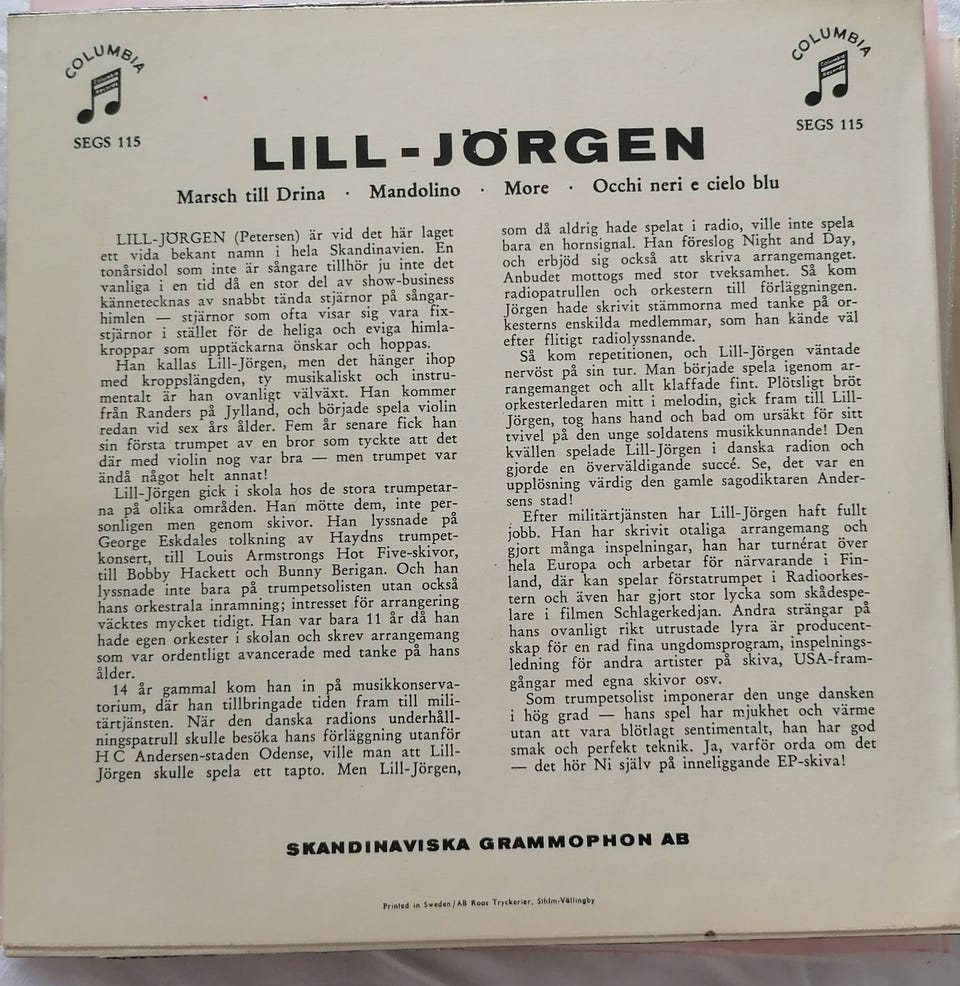 COLUMBIA
Columbia
Records
SEGS 115
COLUMBIA
Columbia
Records
SEGS 115
LILL-JÖRGEN
Marsch till Drina · Mandolino · More · Occhi neri e cielo blu
LILL-JÖRGEN (Petersen) är vid det här laget
ett vida bekant namn i hela Skandinavien. En
tonårsidol som inte är sångare tillhör ju inte det
vanliga i en tid då en stor del av show-business
kännetecknas av snabbt tända stjärnor på sångar-
himlen — stjärnor som ofta visar sig vara fix-
stjärnor i stället för de heliga och eviga himla-
kroppar som upptäckarna önskar och hoppas.
Han kallas Lill-Jörgen, men det hänger ihop
med kroppslängden, ty musikaliskt och instru-
mentalt är han ovanligt välväxt. Han kommer
från Randers på Jylland, och började spela violin
redan vid sex års ålder. Fem år senare fick han
sin första trumpet av en bror som tyckte att det
där med violin nog var bra — men trumpet var
ändå något helt annat!
Lill-Jörgen gick i skola hos de stora trumpetar-
na på olika områden. Han mötte dem, inte per-
sonligen men genom skivor. Han lyssnade på
George Eskdales tolkning av Haydns trumpet-
konsert, till Louis Armstrongs Hot Five-skivor,
till Bobby Hackett och Bunny Berigan. Och han
lyssnade inte bara på trumpetsolisten utan också
hans orkestrala inramning; intresset för arrangering
väcktes mycket tidigt. Han var bara 11 år då han
hade egen orkester i skolan och skrev arrangemang
som var ordentligt avancerade med tanke på hans
ålder.
14 år gammal kom han in på musikkonserva-
torium, där han tillbringade tiden fram till mili-
tärtjänsten. När den danska radions underhåll-
ningspatrull skulle besöka hans förläggning utanför
H C Andersen-staden Odense, ville man att Lill-
Jörgen skulle spela ett tapto. Men Lill-Jörgen,
som då aldrig hade spelat i radio, ville inte spela
bara en hornsignal. Han föreslog Night and Day,
och erbjöd sig också att skriva arrangemanget.
Anbudet mottogs med stor tveksamhet. Så kom
radiopatrullen och orkestern till förläggningen.
Jörgen hade skrivit stämmorna med tanke på or-
kesterns enskilda medlemmar, som han kände väl
efter flitigt radiolyssnande.
Så kom repetitionen, och Lill-Jörgen väntade
nervöst på sin tur. Man började spela igenom ar-
rangemanget och allt klaffade fint. Plötsligt bröt
orkesterledaren mitt i melodin, gick fram till Lill-
Jörgen, tog hans hand och bad om ursäkt för sitt
tvivel på den unge soldatens musikkunnande! Den
kvällen spelade Lill-Jörgen i danska radion och
gjorde en överväldigande succé. Se, det var en
upplösning värdig den gamle sagodiktaren Ander-
sens stad!
Efter militärtjänsten har Lill-Jörgen haft fullt
jobb. Han har skrivit otaliga arrangemang och
gjort många inspelningar, han har turnérat över
hela Europa och arbetar för närvarande i Fin-
land, där kan spelar förstatrumpet i Radioorkes-
tern och även har gjort stor lycka som skådespe-
lare i filmen Schlagerkedjan. Andra strängar på
hans ovanligt rikt utrustade lyra är producent-
skap för en rad fina ungdomsprogram, inspelnings-
ledning för andra artister på skiva, USA-fram-
gångar med egna skivor osv.
Som trumpetsolist imponerar den unge dansken
i hög grad — hans spel har mjukhet och värme
utan att vara blötlagt sentimentalt, han har god
smak och perfekt teknik. Ja, varför orda om det
— det hör Ni själv på inneliggande EP-skiva!
SKANDINAVISKA GRAMMOPHON AB
Printed in Sweden/AB Roos Tryckerier, Sthlm-Vällingby